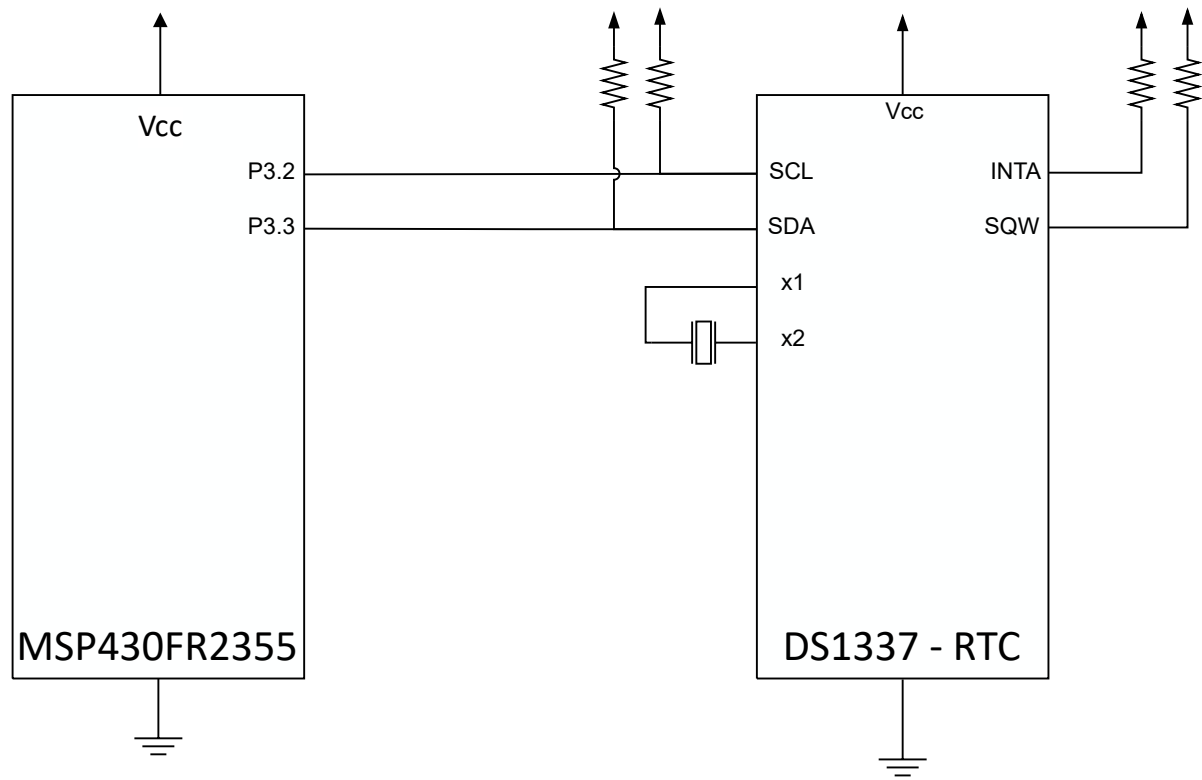 Vcc
P3.2
P3.3
MSP430FR2355
Vcc
SCL
INTA
SDA
SQW
x1
x2
DS1337 - RTC